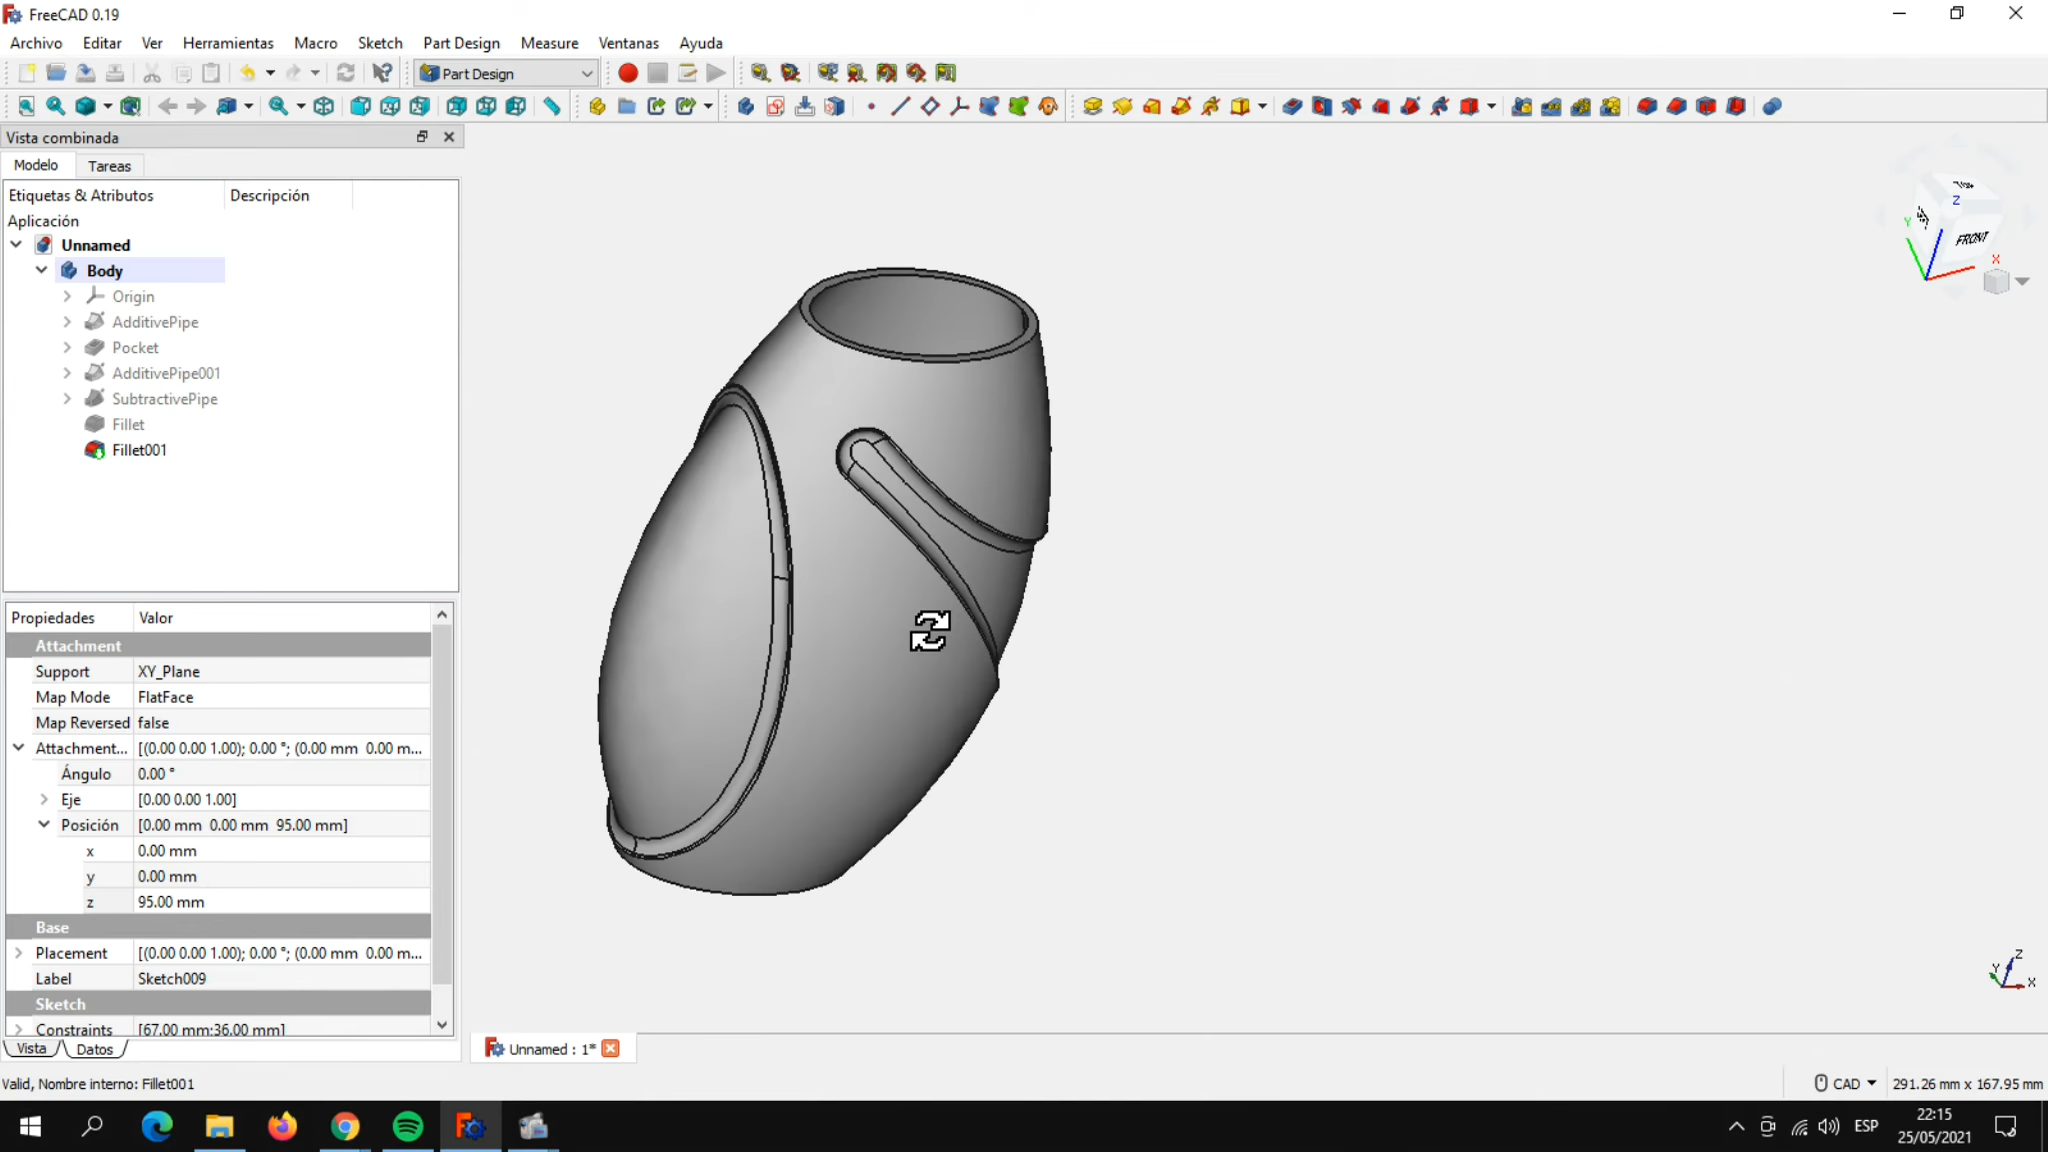 FreeCAD 0.19
Archivo Editar Ver Herramientas Macro Sketch Part Design Measure Ventanas Ayuda
Part Design
Vista combinada
Modelo Tareas
Etiquetas & Atributos Descripción
Aplicación
Unnamed
Body
Origin
AdditivePipe
Pocket
AdditivePipe001
SubtractivePipe
Fillet
Fillet001
Z
Y
FRONT
X
Propiedades Valor
Attachment
Support XY_Plane
Map Mode FlatFace
Map Reversed false
Attachment... [(0.00 0.00 1.00); 0.00 °; (0.00 mm 0.00 m...
Ángulo 0.00 °
Eje [0.00 0.00 1.00]
Posición [0.00 mm 0.00 mm 95.00 mm]
x 0.00 mm
y 0.00 mm
z 95.00 mm
Base
Placement [(0.00 0.00 1.00); 0.00 °; (0.00 mm 0.00 m...
Label Sketch009
Sketch
Constraints [67.00 mm;36.00 mm]
Z
Y
X
Vista Datos
Unnamed : 1*
Valid, Nombre interno: Fillet001
CAD 291.26 mm x 167.95 mm
ESP
22:15
25/05/2021